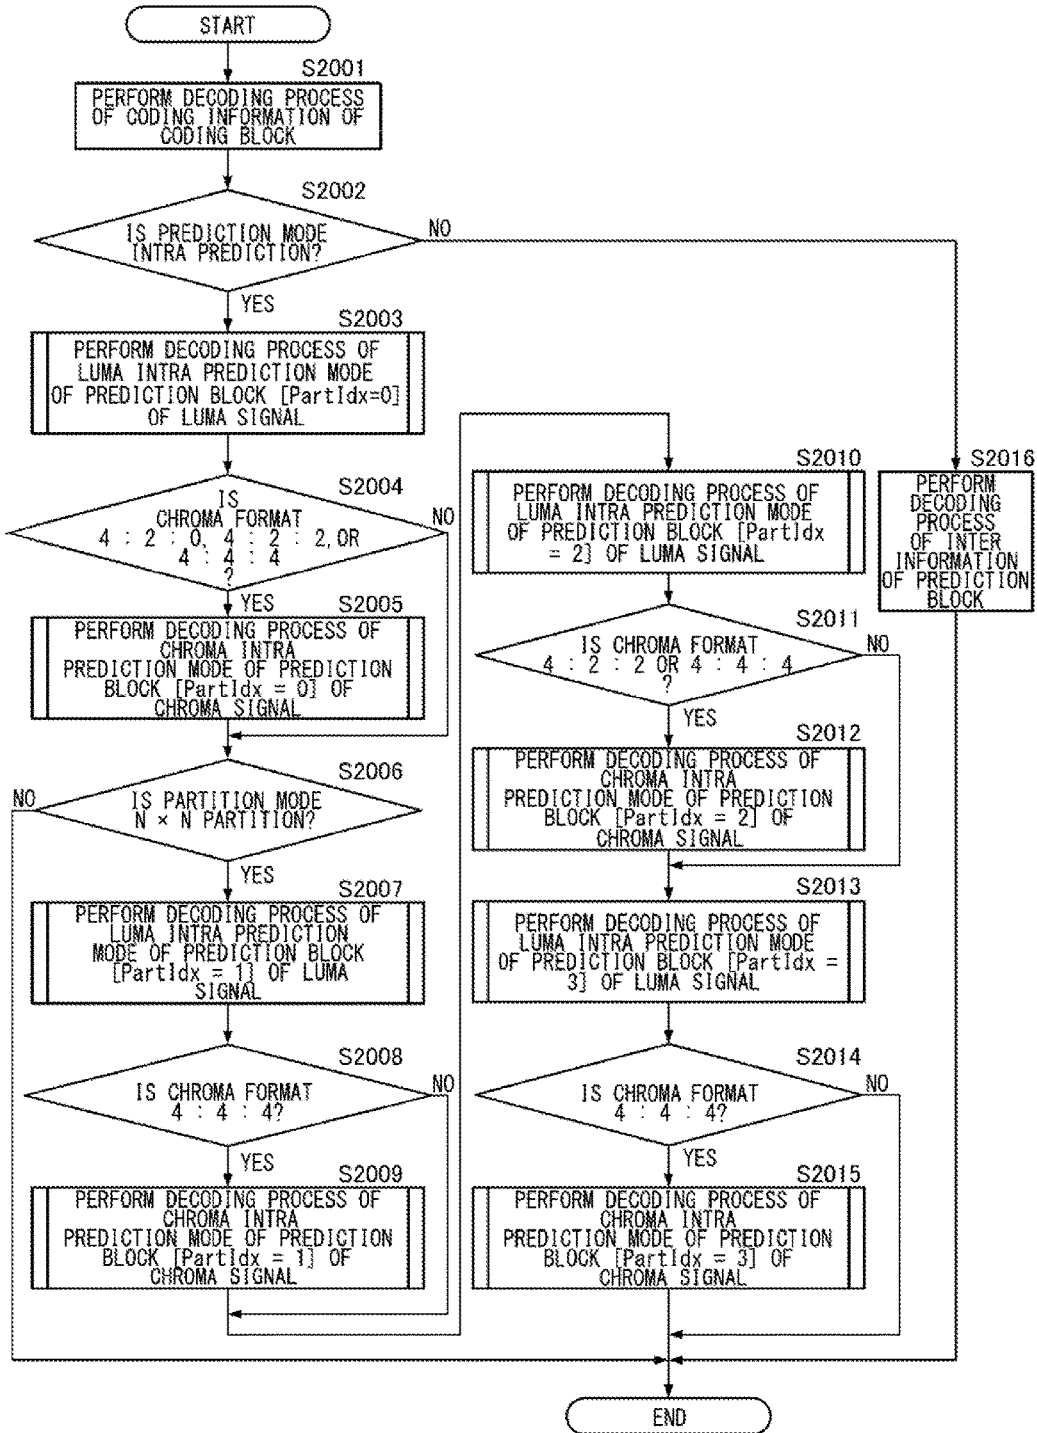 START
S2001
PERFORM DECODING PROCESS
OF CODING INFORMATION OF
CODING BLOCK
S2002
IS PREDICTION MODE
INTRA PREDICTION?
NO
YES
S2003
PERFORM DECODING PROCESS OF
LUMA INTRA PREDICTION MODE
OF PREDICTION BLOCK [PartIdx=0]
OF LUMA SIGNAL
S2004
IS
CHROMA FORMAT
4 : 2 : 0, 4 : 2 : 2, OR
4 : 4 : 4
?
NO
YES
S2005
PERFORM DECODING PROCESS OF
CHROMA INTRA
PREDICTION MODE OF PREDICTION
BLOCK [PartIdx = 0] OF
CHROMA SIGNAL
S2006
IS PARTITION MODE
N × N PARTITION?
NO
YES
S2007
PERFORM DECODING PROCESS OF
LUMA INTRA PREDICTION
MODE OF PREDICTION BLOCK
[PartIdx = 1] OF LUMA
SIGNAL
S2008
IS CHROMA FORMAT
4 : 4 : 4?
NO
YES
S2009
PERFORM DECODING PROCESS OF
CHROMA INTRA
PREDICTION MODE OF PREDICTION
BLOCK [PartIdx = 1] OF
CHROMA SIGNAL
S2010
PERFORM DECODING PROCESS OF
LUMA INTRA PREDICTION MODE
OF PREDICTION BLOCK [PartIdx
= 2] OF LUMA SIGNAL
S2011
IS CHROMA FORMAT
4 : 2 : 2 OR 4 : 4 : 4
?
NO
YES
S2012
PERFORM DECODING PROCESS OF
CHROMA INTRA
PREDICTION MODE OF PREDICTION
BLOCK [PartIdx = 2] OF
CHROMA SIGNAL
S2013
PERFORM DECODING PROCESS OF
LUMA INTRA PREDICTION MODE
OF PREDICTION BLOCK [PartIdx =
3] OF LUMA SIGNAL
S2014
IS CHROMA FORMAT
4 : 4 : 4?
NO
YES
S2015
PERFORM DECODING PROCESS OF
CHROMA INTRA
PREDICTION MODE OF PREDICTION
BLOCK [PartIdx = 3] OF
CHROMA SIGNAL
S2016
PERFORM
DECODING
PROCESS
OF INTER
INFORMATION
OF PREDICTION
BLOCK
END